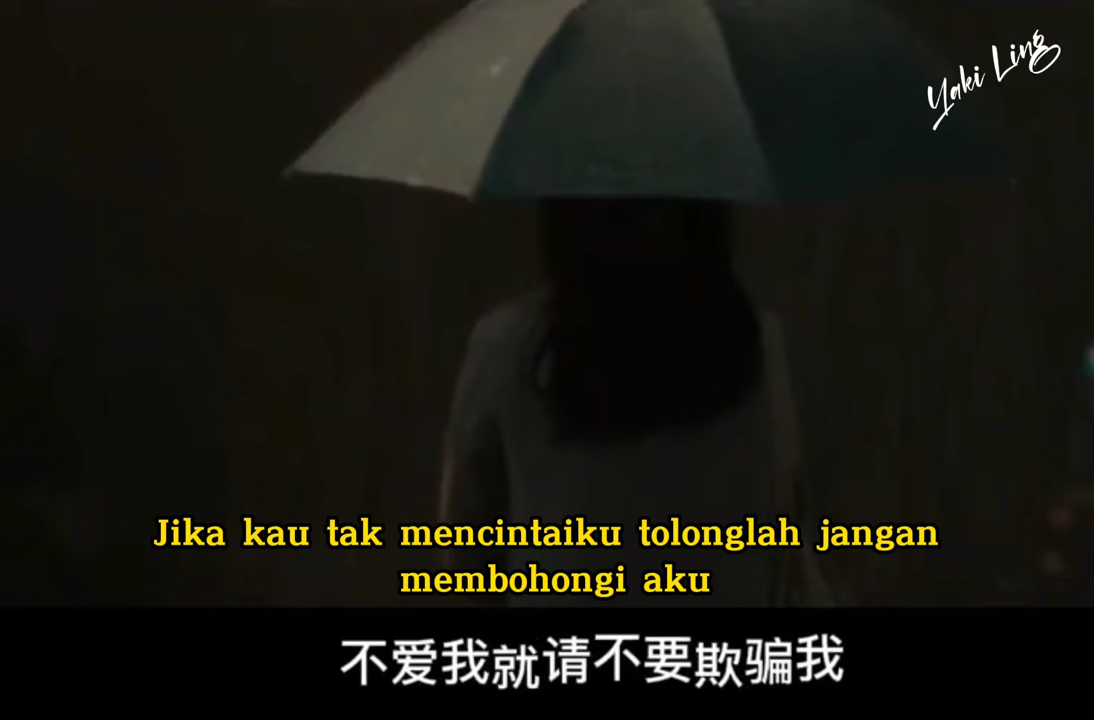 Yaki Ling
Jika kau tak mencintaiku tolonglah jangan
membohongi aku
不爱我就请不要欺骗我